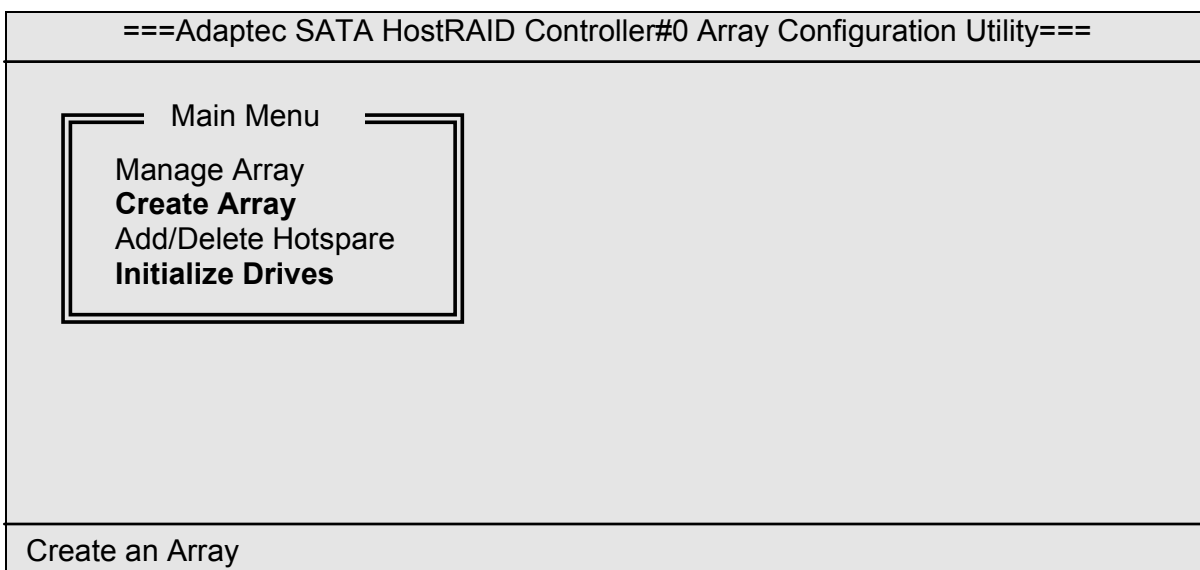 ===Adaptec SATA HostRAID Controller#0 Array Configuration Utility===
Main Menu
Manage Array
Create Array
Add/Delete Hotspare
Initialize Drives
Create an Array